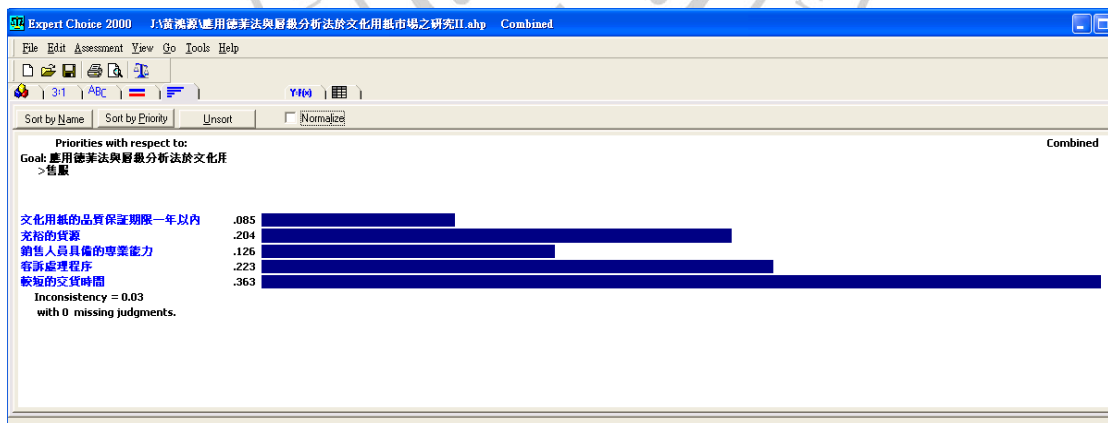 Expert Choice 2000 J:\黃鴻源\應用德菲法與層級分析法於文化用紙市場之研究II.ahp Combined
File Edit Assessment View Go Tools Help
3:1 ABC Y=f(x)
Sort by Name Sort by Priority Unsort Normalize
Priorities with respect to: Combined
Goal: 應用德菲法與層級分析法於文化用
>售服
文化用紙的品質保証期限一年以內 .085
充裕的貨源 .204
銷售人員具備的專業能力 .126
客訴處理程序 .223
較短的交貨時間 .363
Inconsistency = 0.03
with 0 missing judgments.